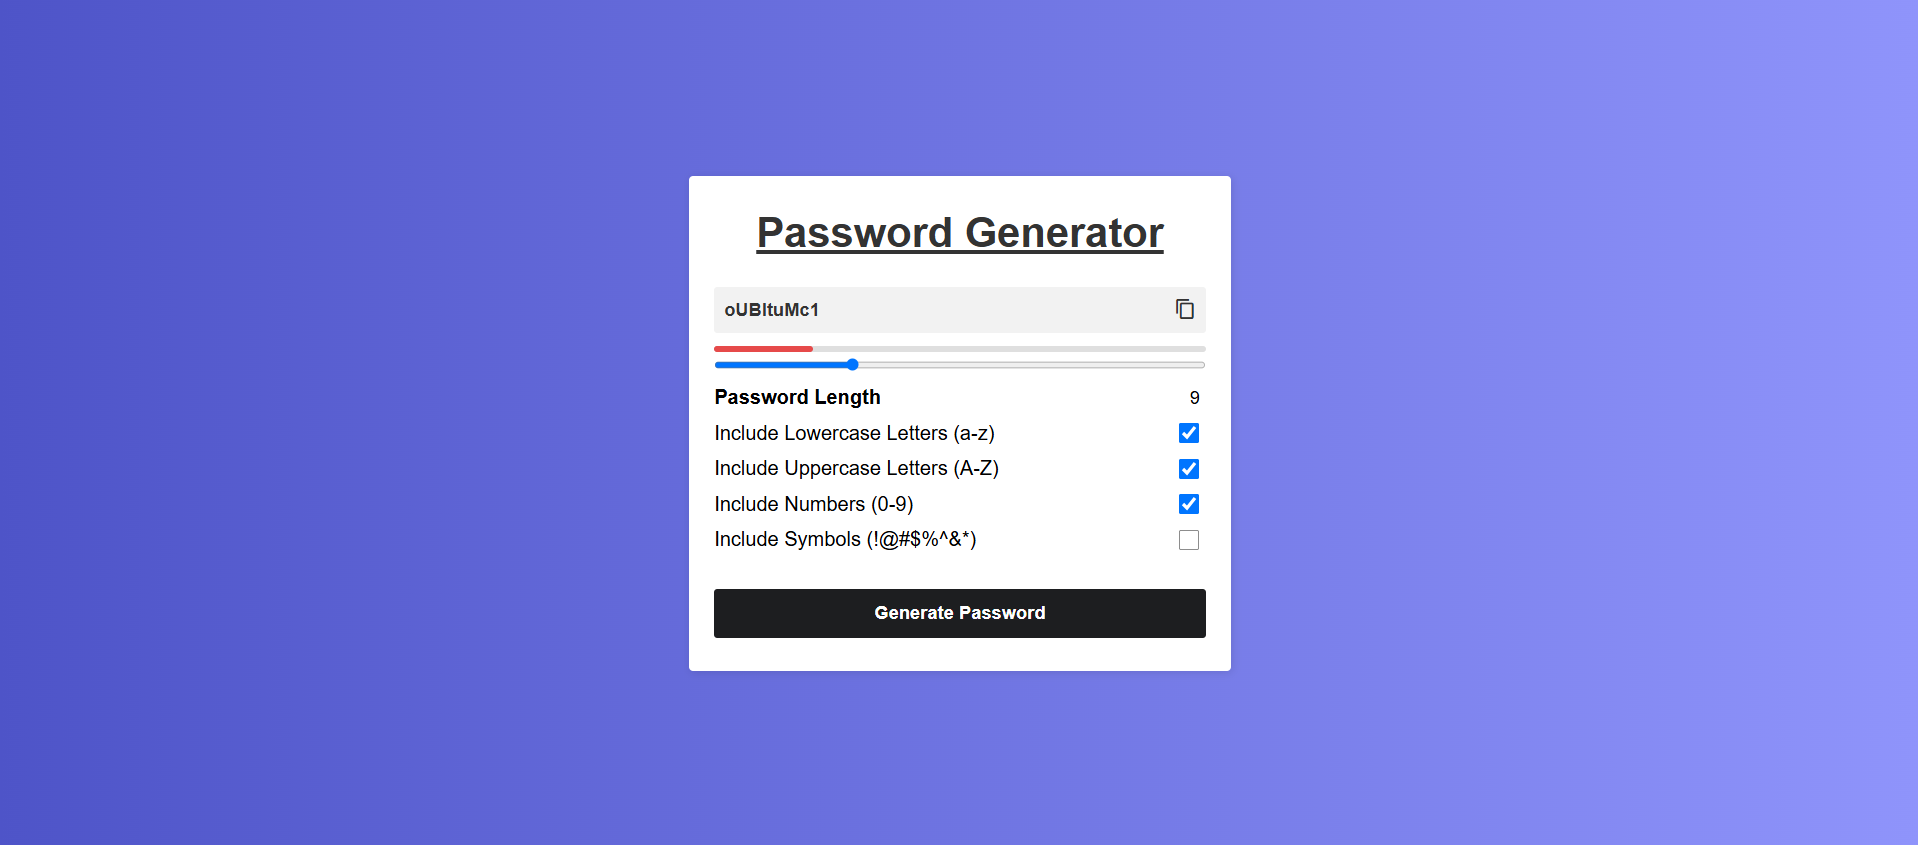 Password Generator
oUBItuMc1
Password Length 9
Include Lowercase Letters (a-z)
Include Uppercase Letters (A-Z)
Include Numbers (0-9)
Include Symbols (!@#$%^&*)
Generate Password